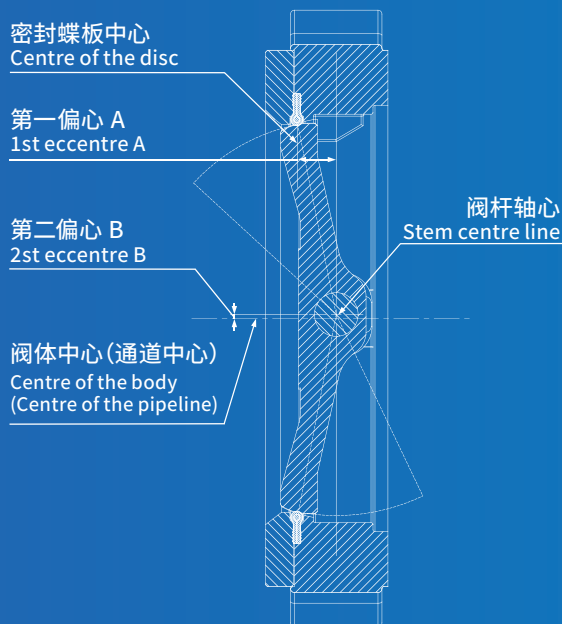 密封蝶板中心
Centre of the disc
第一偏心 A
1st eccentre A
第二偏心 B
2st eccentre B
阀杆轴心
Stem centre line
阀体中心(通道中心)
Centre of the body
(Centre of the pipeline)